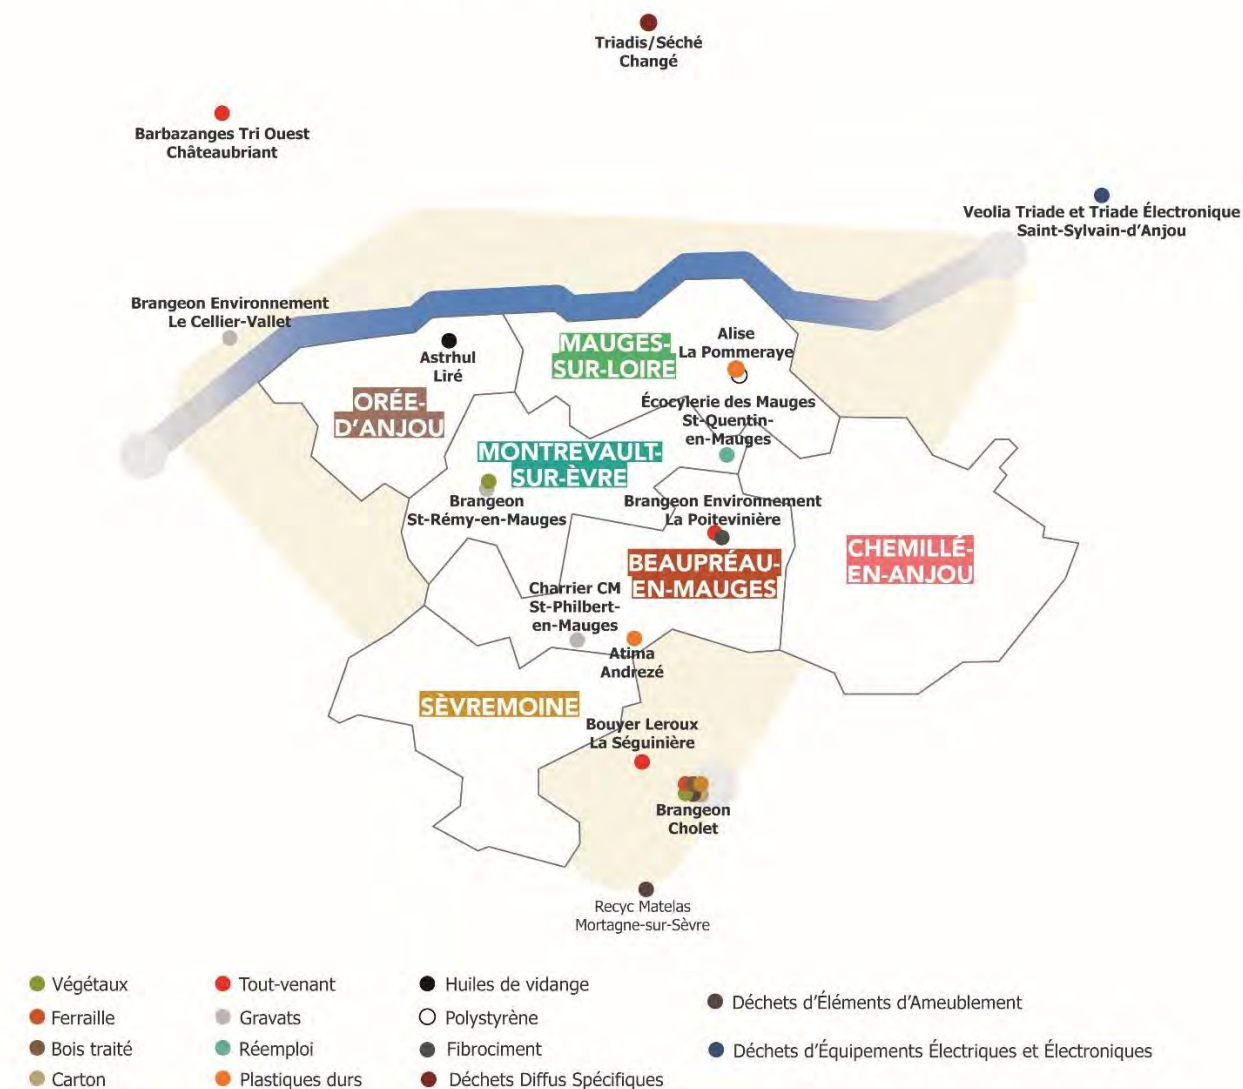 Triadis/Séché
Changé
Barbazanges Tri Ouest
Châteaubriant
Veolia Triade et Triade Électronique
Saint-Sylvain-d'Anjou
Brangeon Environnement
Le Cellier-Vallet
Astrhul
Liré
MAUGES-
SUR-LOIRE
Alise
La Pommeraye
ORÉE-
D'ANJOU
Écocylerie des Mauges
St-Quentin-
en-Mauges
MONTREVAULT-
SUR-ÈVRE
Brangeon
St-Rémy-en-Mauges
Brangeon Environnement
La Poitevinière
BEAUPRÉAU-
EN-MAUGES
CHEMILLÉ-
EN-ANJOU
Charrier CM
St-Philbert-
en-Mauges
Atima
Andrezé
SÈVREMOINE
Bouyer Leroux
La Séguinière
Brangeon
Cholet
Recyc Matelas
Mortagne-sur-Sèvre
Végétaux
Ferraille
Bois traité
Carton
Tout-venant
Gravats
Réemploi
Plastiques durs
Huiles de vidange
Polystyrène
Fibrociment
Déchets Diffus Spécifiques
Déchets d'Éléments d'Ameublement
Déchets d'Équipements Électriques et Électroniques